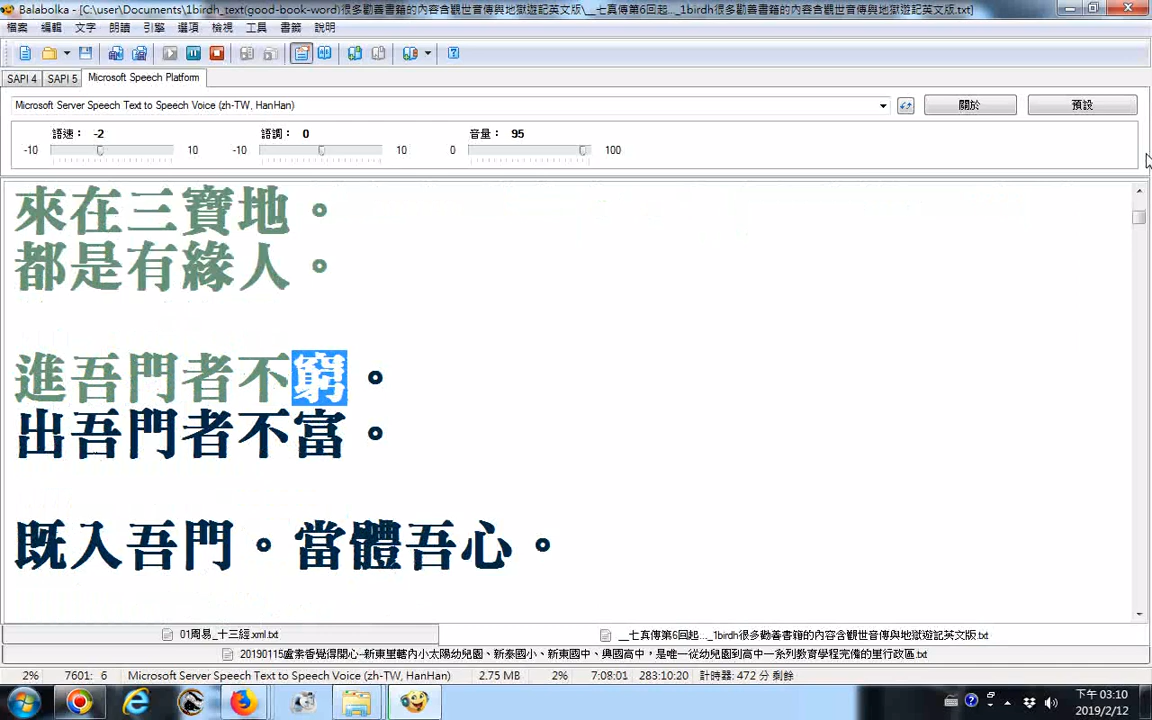 Balabolka - [C:\user\Documents\1birdh_text(good-book-word)很多勸善書籍的內容含觀世音傳與地獄遊記英文版\__七真傳第6回起..._1birdh很多勸善書籍的內容含觀世音傳與地獄遊記英文版.txt]
檔案 編輯 文字 朗讀 引擎 選項 檢視 工具 書籤 說明
SAPI 4 SAPI 5 Microsoft Speech Platform
Microsoft Server Speech Text to Speech Voice (zh-TW, HanHan) 關於 預設
語速： -2 語調： 0 音量： 95
-10 10 -10 10 0 100
來在三寶地。
都是有緣人。
進吾門者不窮。
出吾門者不富。
既入吾門。當體吾心。
01周易_十三經.xml.txt __七真傳第6回起..._1birdh很多勸善書籍的內容含觀世音傳與地獄遊記英文版.txt
20190115盧素香覺得開心-新東里轄內小太陽幼兒園、新泰國小、新東國中、興國高中，是唯一從幼兒園到高中一系列教育學程完備的里行政區.txt
2% 7601: 6 Microsoft Server Speech Text to Speech Voice (zh-TW, HanHan) 2.75 MB 2% 7:08:01 283:10:20 計時器: 472 分 剩餘
下午 03:10
2019/2/12